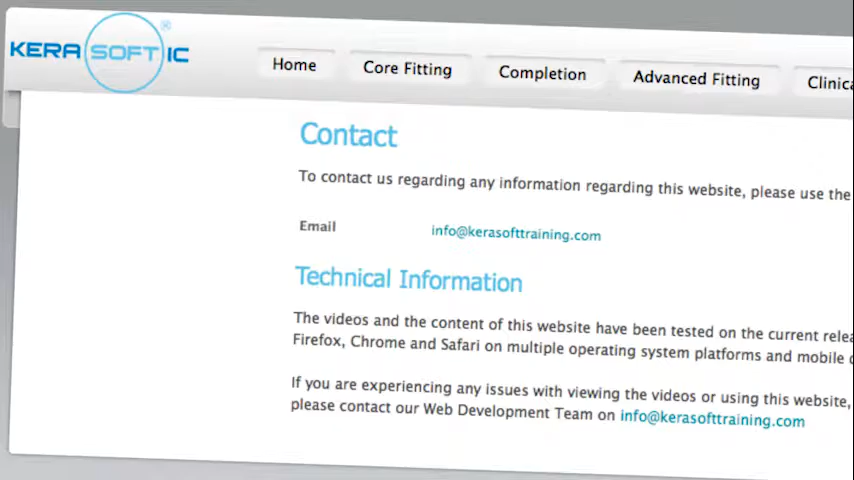 KERA SOFT IC ®
Home Core Fitting Completion Advanced Fitting Clinica
Contact
To contact us regarding any information regarding this website, please use the
Email info@kerasofttraining.com
Technical Information
The videos and the content of this website have been tested on the current relea
Firefox, Chrome and Safari on multiple operating system platforms and mobile
If you are experiencing any issues with viewing the videos or using this website,
please contact our Web Development Team on info@kerasofttraining.com